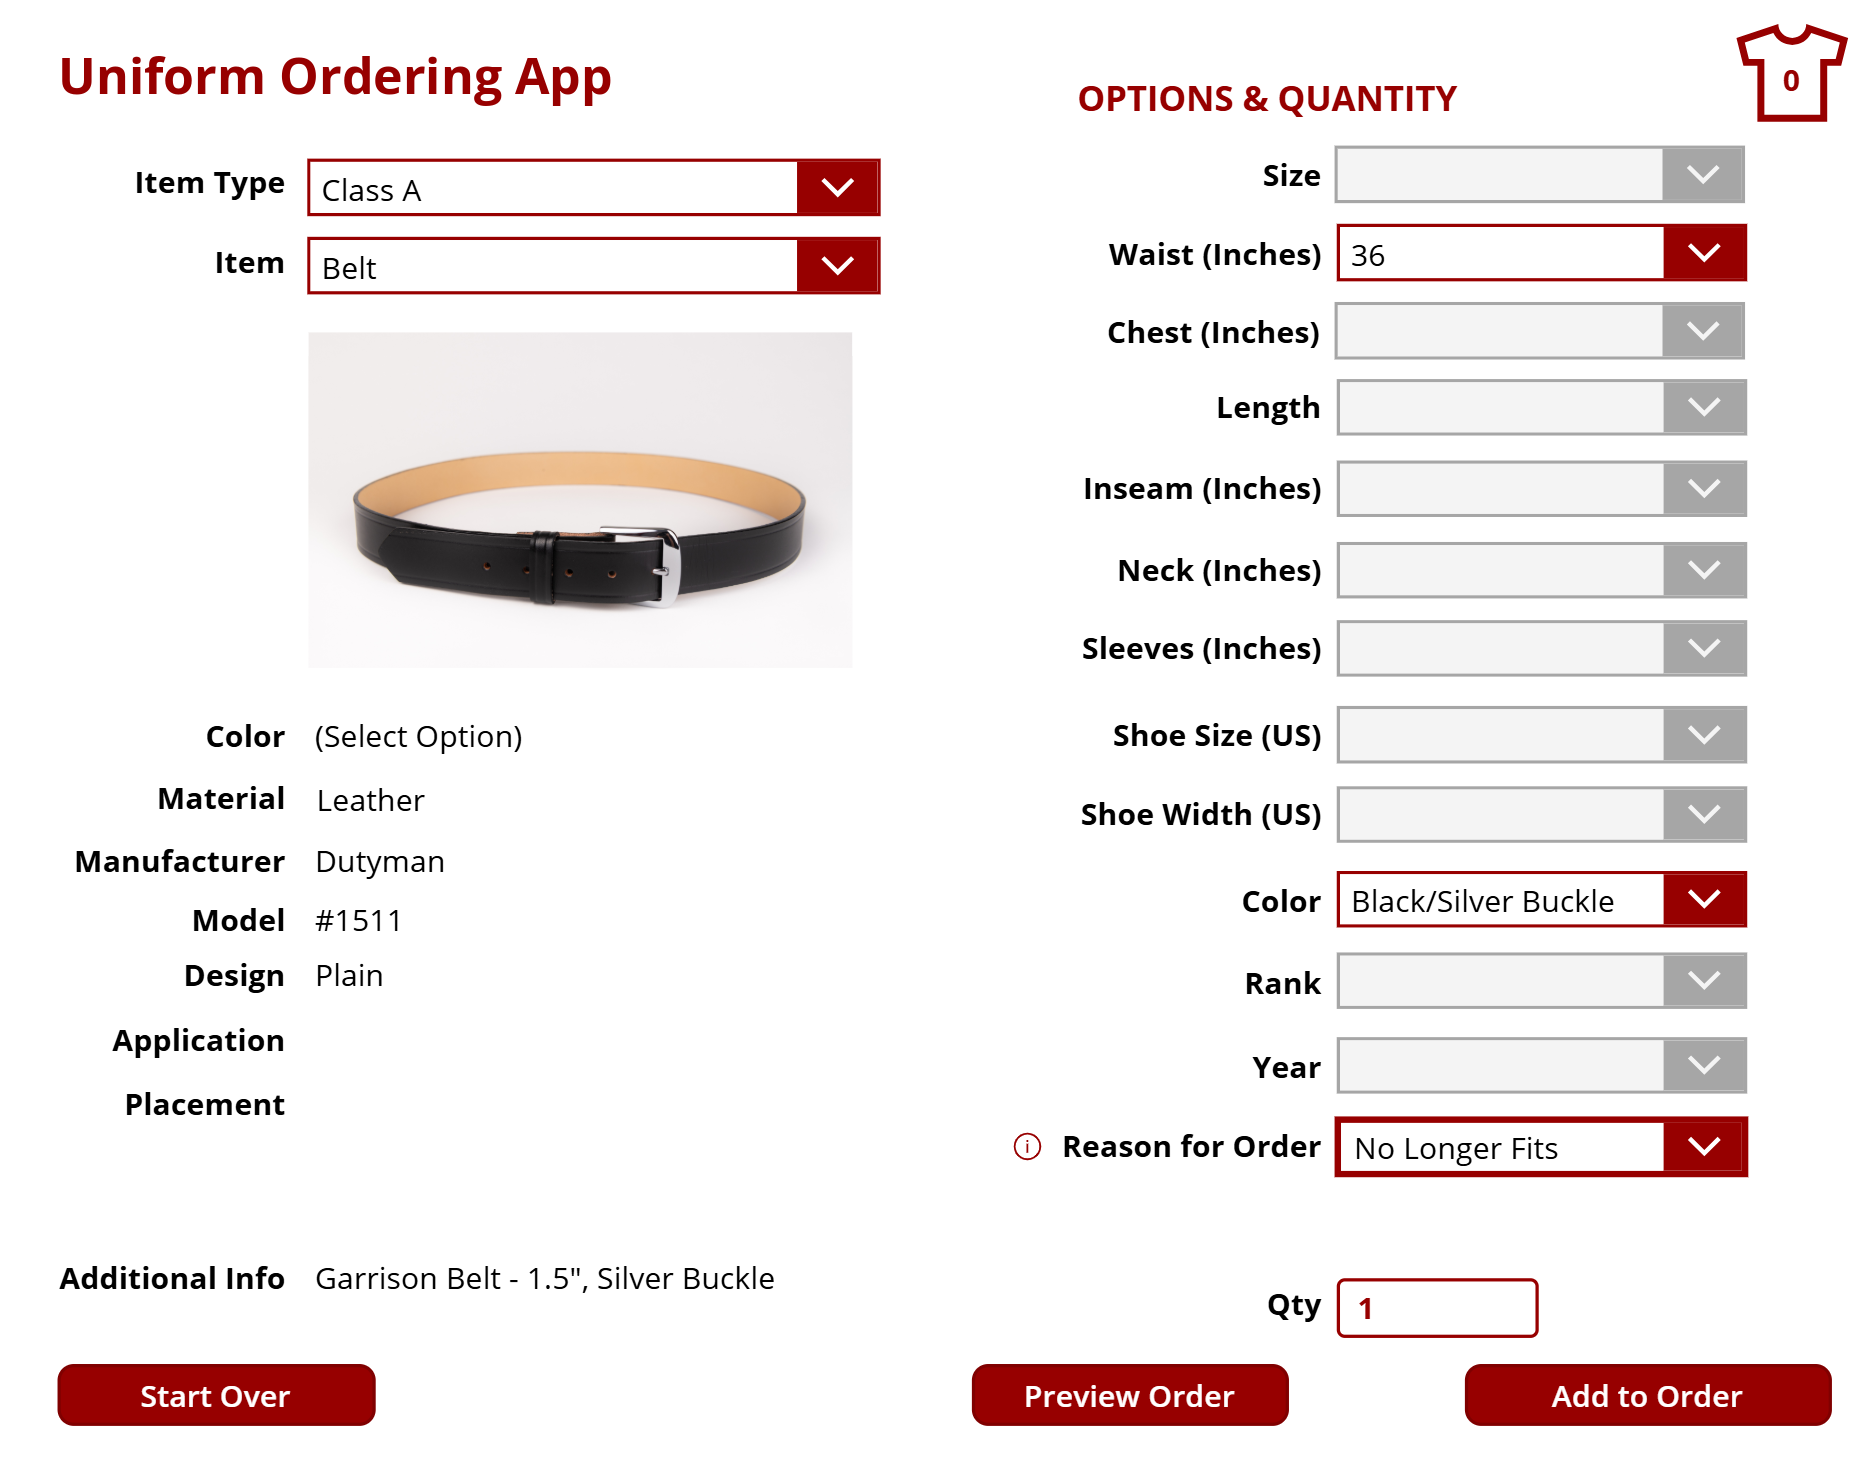 Uniform Ordering App
Item Type Class A
Item Belt
Color (Select Option)
Material Leather
Manufacturer Dutyman
Model #1511
Design Plain
Application
Placement
Additional Info Garrison Belt - 1.5", Silver Buckle
Start Over
0
OPTIONS & QUANTITY
Size
Waist (Inches) 36
Chest (Inches)
Length
Inseam (Inches)
Neck (Inches)
Sleeves (Inches)
Shoe Size (US)
Shoe Width (US)
Color Black/Silver Buckle
Rank
Year
i Reason for Order No Longer Fits
Qty 1
Preview Order
Add to Order